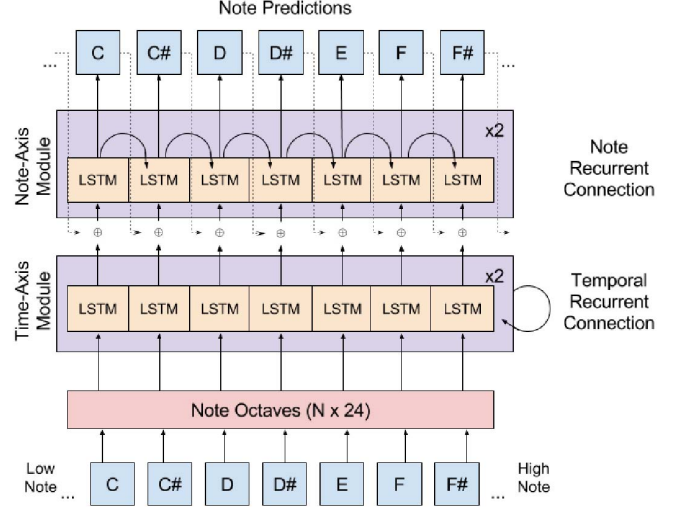 Note Predictions
... C C# D D# E F F# ...
Note-Axis
Module
x2
LSTM LSTM LSTM LSTM LSTM LSTM LSTM
Note
Recurrent
Connection
⊕ ⊕ ⊕ ⊕ ⊕ ⊕ ⊕
Time-Axis
Module
x2
LSTM LSTM LSTM LSTM LSTM LSTM LSTM
Temporal
Recurrent
Connection
Note Octaves (N x 24)
Low
Note ...
C C# D D# E F F#
... High
Note